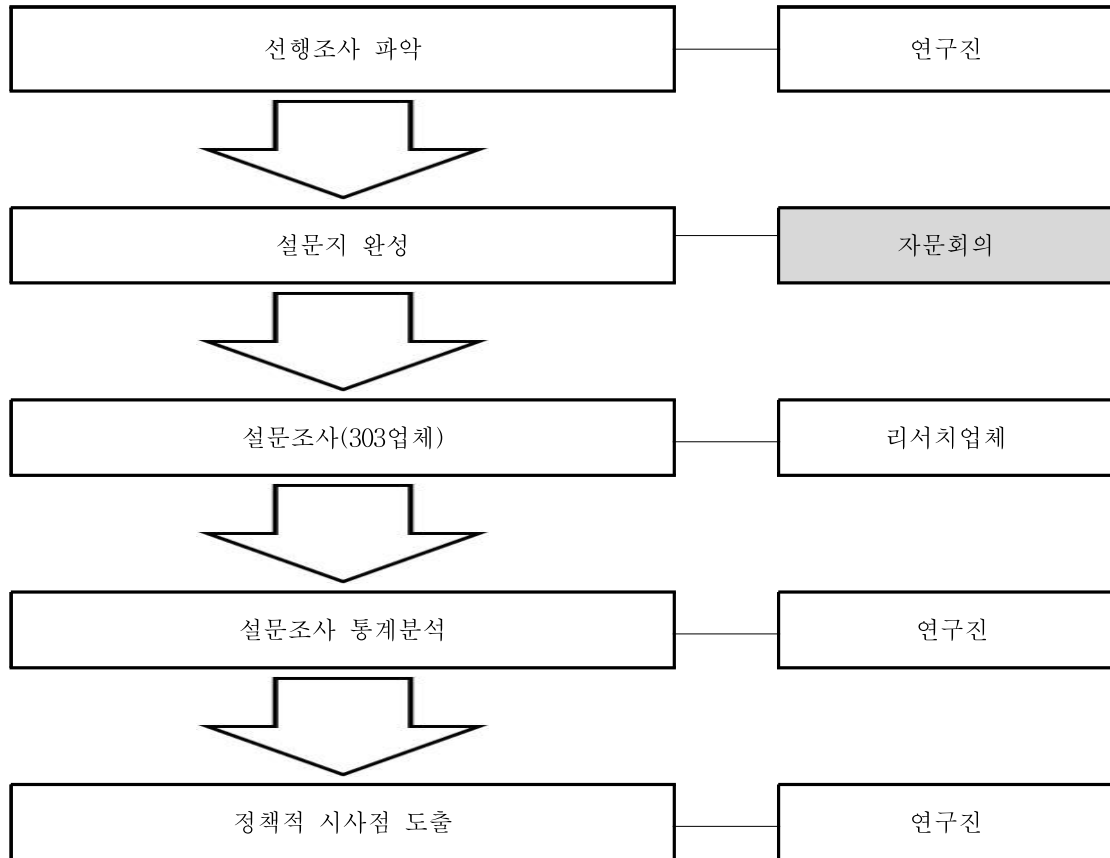 선행조사 파악
연구진
설문지 완성
자문회의
설문조사(303업체)
리서치업체
설문조사 통계분석
연구진
정책적 시사점 도출
연구진